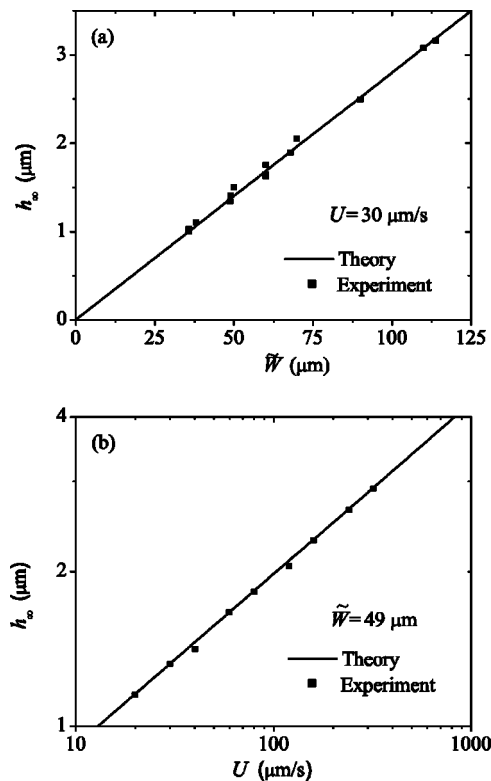 (a)
3
2
1
0
h∞ (μm)
U=30 μm/s
Theory
Experiment
0 25 50 75 100 125
W̃ (μm)
(b)
4
2
1
h∞ (μm)
W̃=49 μm
Theory
Experiment
10 100 1000
U (μm/s)